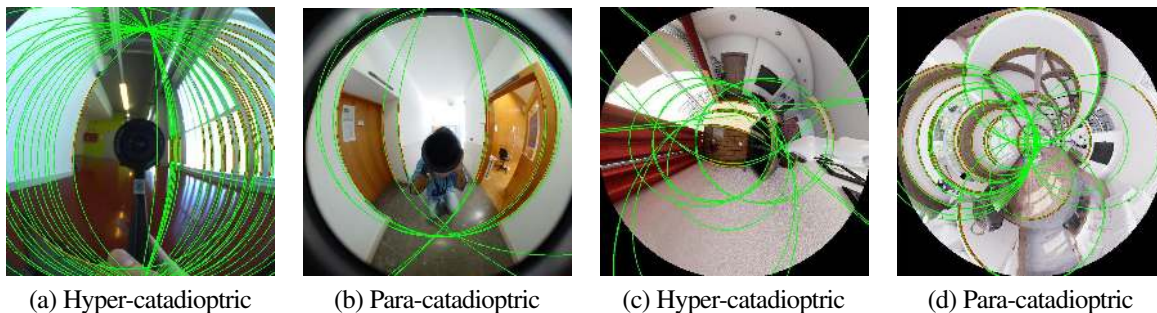 (a) Hyper-catadioptric
(b) Para-catadioptric
(c) Hyper-catadioptric
(d) Para-catadioptric